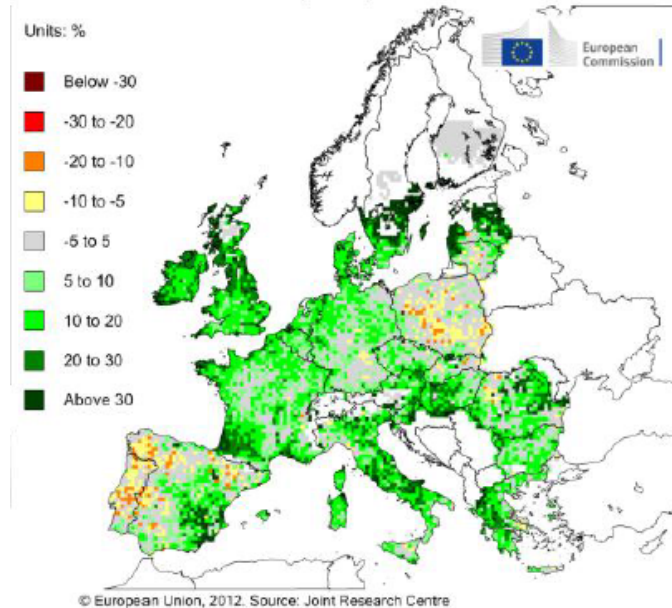 Units: %
European
Commission
Below -30
-30 to -20
-20 to -10
-10 to -5
-5 to 5
5 to 10
10 to 20
20 to 30
Above 30
© European Union, 2012. Source: Joint Research Centre